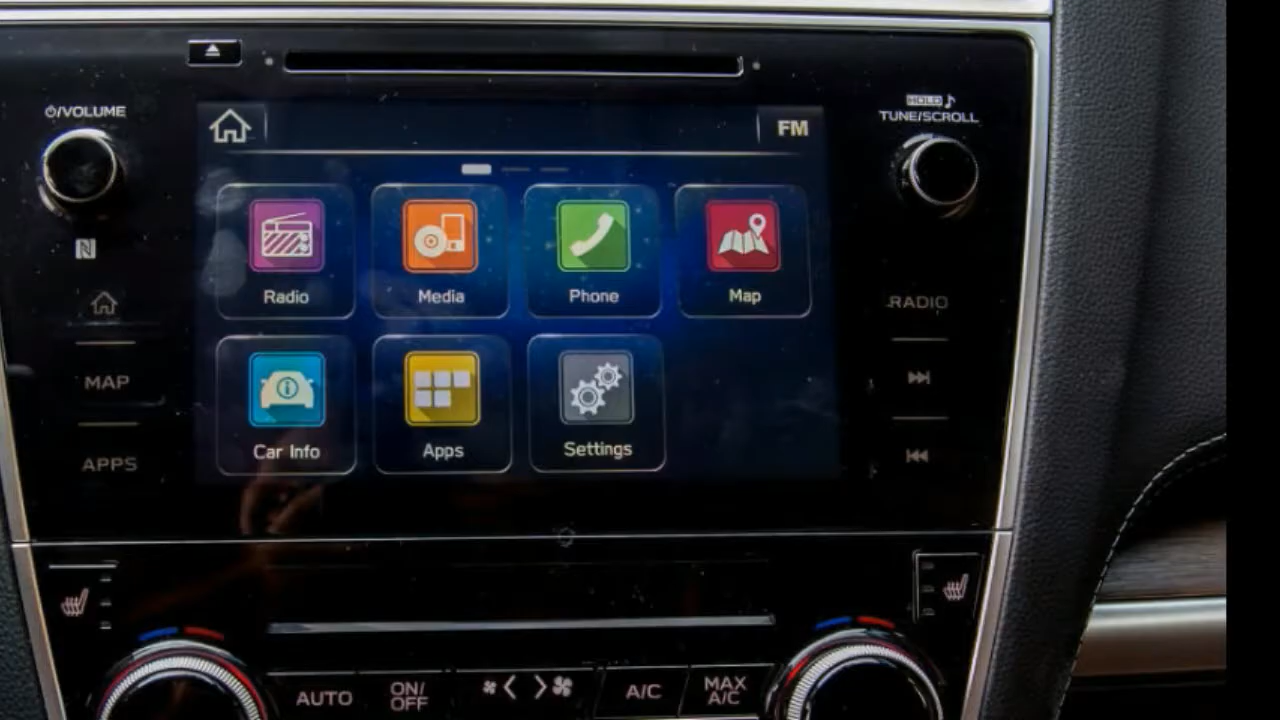 ⏻/VOLUME
HOLD ♪
TUNE/SCROLL
FM
Radio
Media
Phone
Map
RADIO
MAP
Car Info
Apps
Settings
APPS
AUTO
ON/
OFF
A/C
MAX
A/C